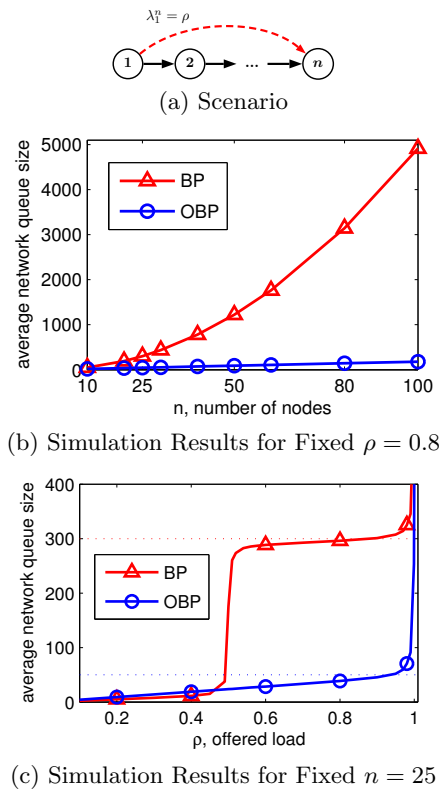 λ₁ⁿ = ρ
1 2 ... n
(a) Scenario
average network queue size
5000
4000
3000
2000
1000
0
BP
OBP
10 25 50 80 100
n, number of nodes
(b) Simulation Results for Fixed ρ = 0.8
average network queue size
400
300
200
100
50
0
BP
OBP
0.2 0.4 0.6 0.8 1
ρ, offered load
(c) Simulation Results for Fixed n = 25